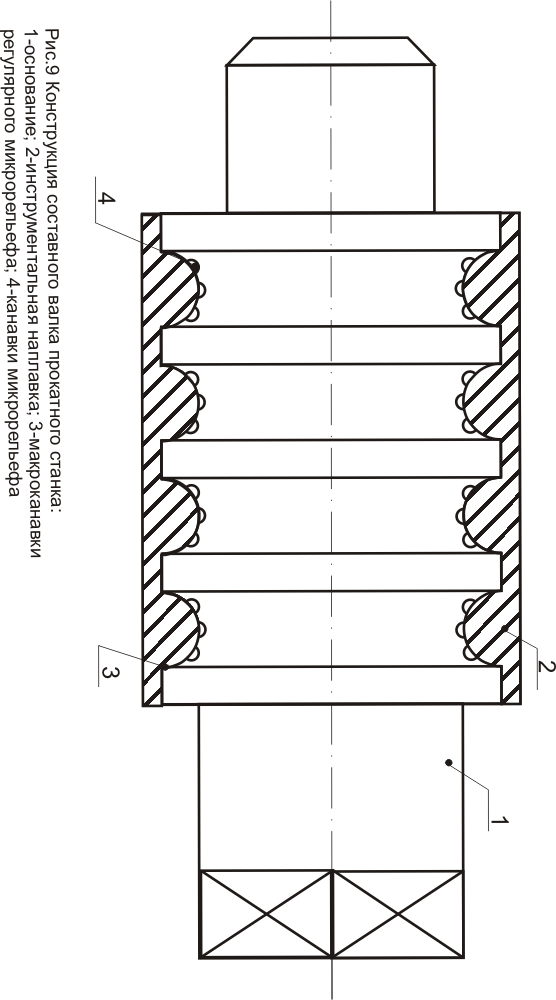 Рис.9 Конструкция составного валка прокатного станка:
1-основание; 2-инструментальная наплавка; 3-макроканавки
регулярного микрорельефа; 4-канавки микрорельефа
4
3
2
1